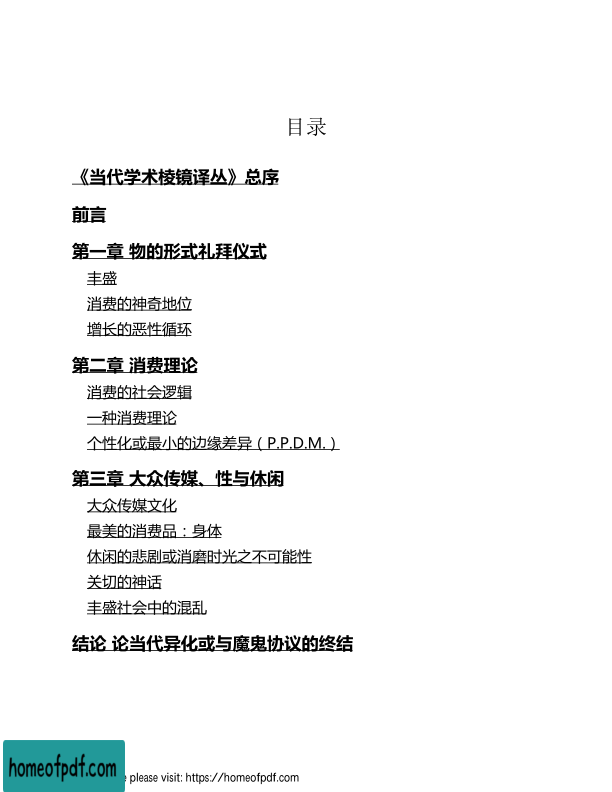 目录
《当代学术棱镜译丛》总序
前言
第一章 物的形式礼拜仪式
丰盛
消费的神奇地位
增长的恶性循环
第二章 消费理论
消费的社会逻辑
一种消费理论
个性化或最小的边缘差异（P.P.D.M.）
第三章 大众传媒、性与休闲
大众传媒文化
最美的消费品：身体
休闲的悲剧或消磨时光之不可能性
关切的神话
丰盛社会中的混乱
结论 论当代异化或与魔鬼协议的终结
homeofpdf.com
please visit: https://homeofpdf.com